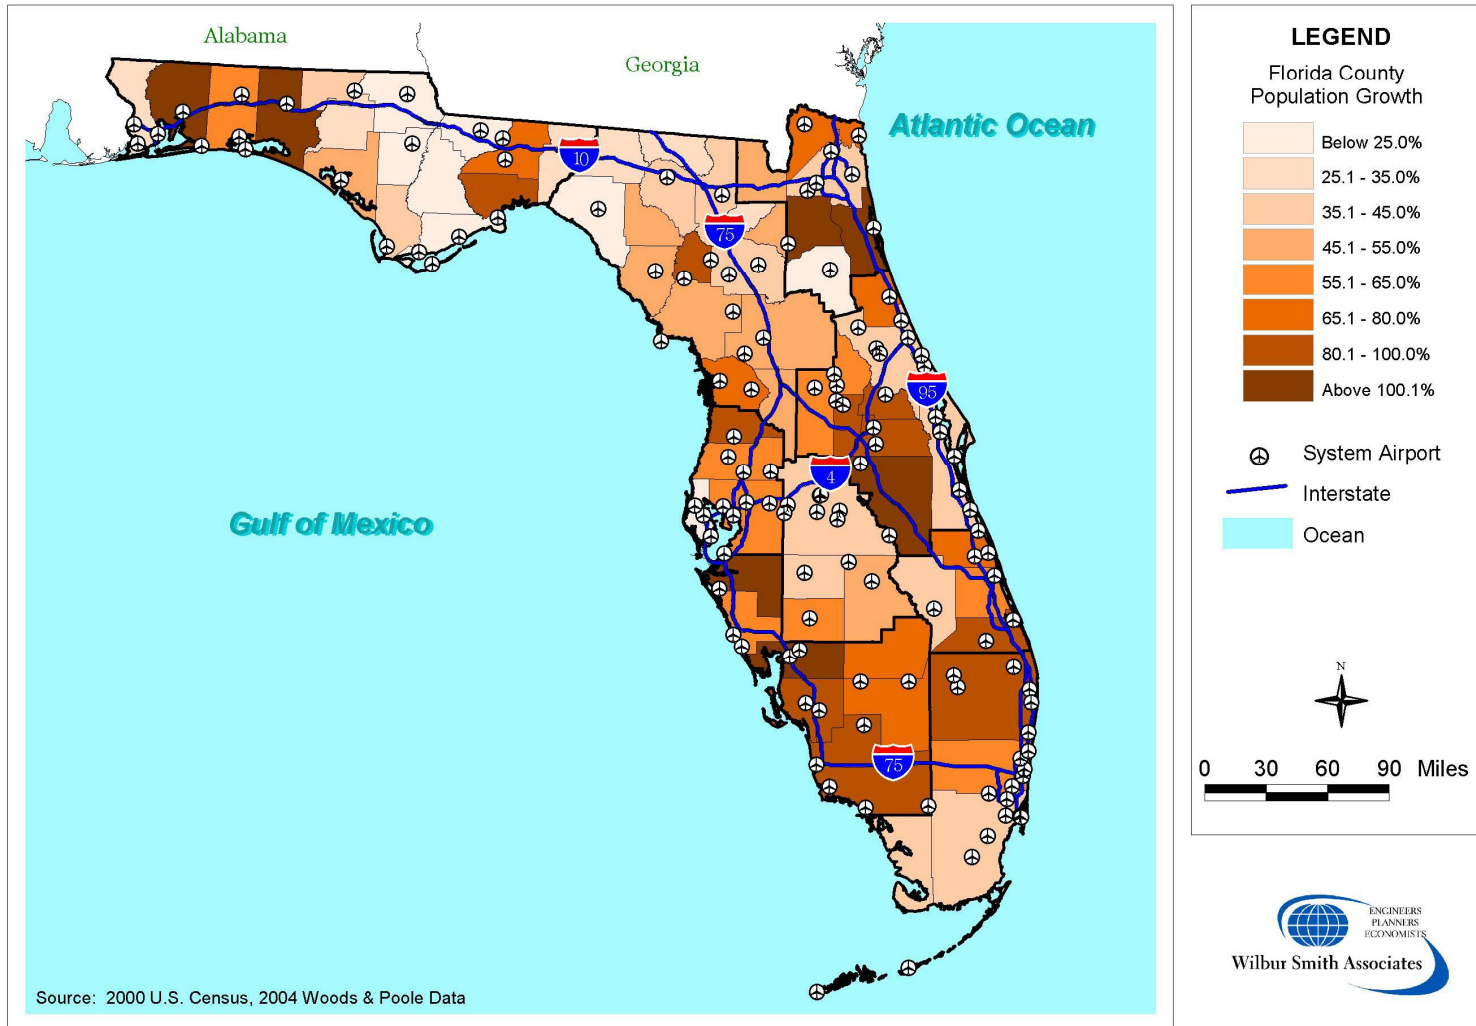 Alabama
Georgia
Atlantic Ocean
10
75
95
4
Gulf of Mexico
75
Source: 2000 U.S. Census, 2004 Woods & Poole Data
LEGEND
Florida County
Population Growth
Below 25.0%
25.1 - 35.0%
35.1 - 45.0%
45.1 - 55.0%
55.1 - 65.0%
65.1 - 80.0%
80.1 - 100.0%
Above 100.1%
System Airport
Interstate
Ocean
N
0 30 60 90 Miles
ENGINEERS
PLANNERS
ECONOMISTS
Wilbur Smith Associates